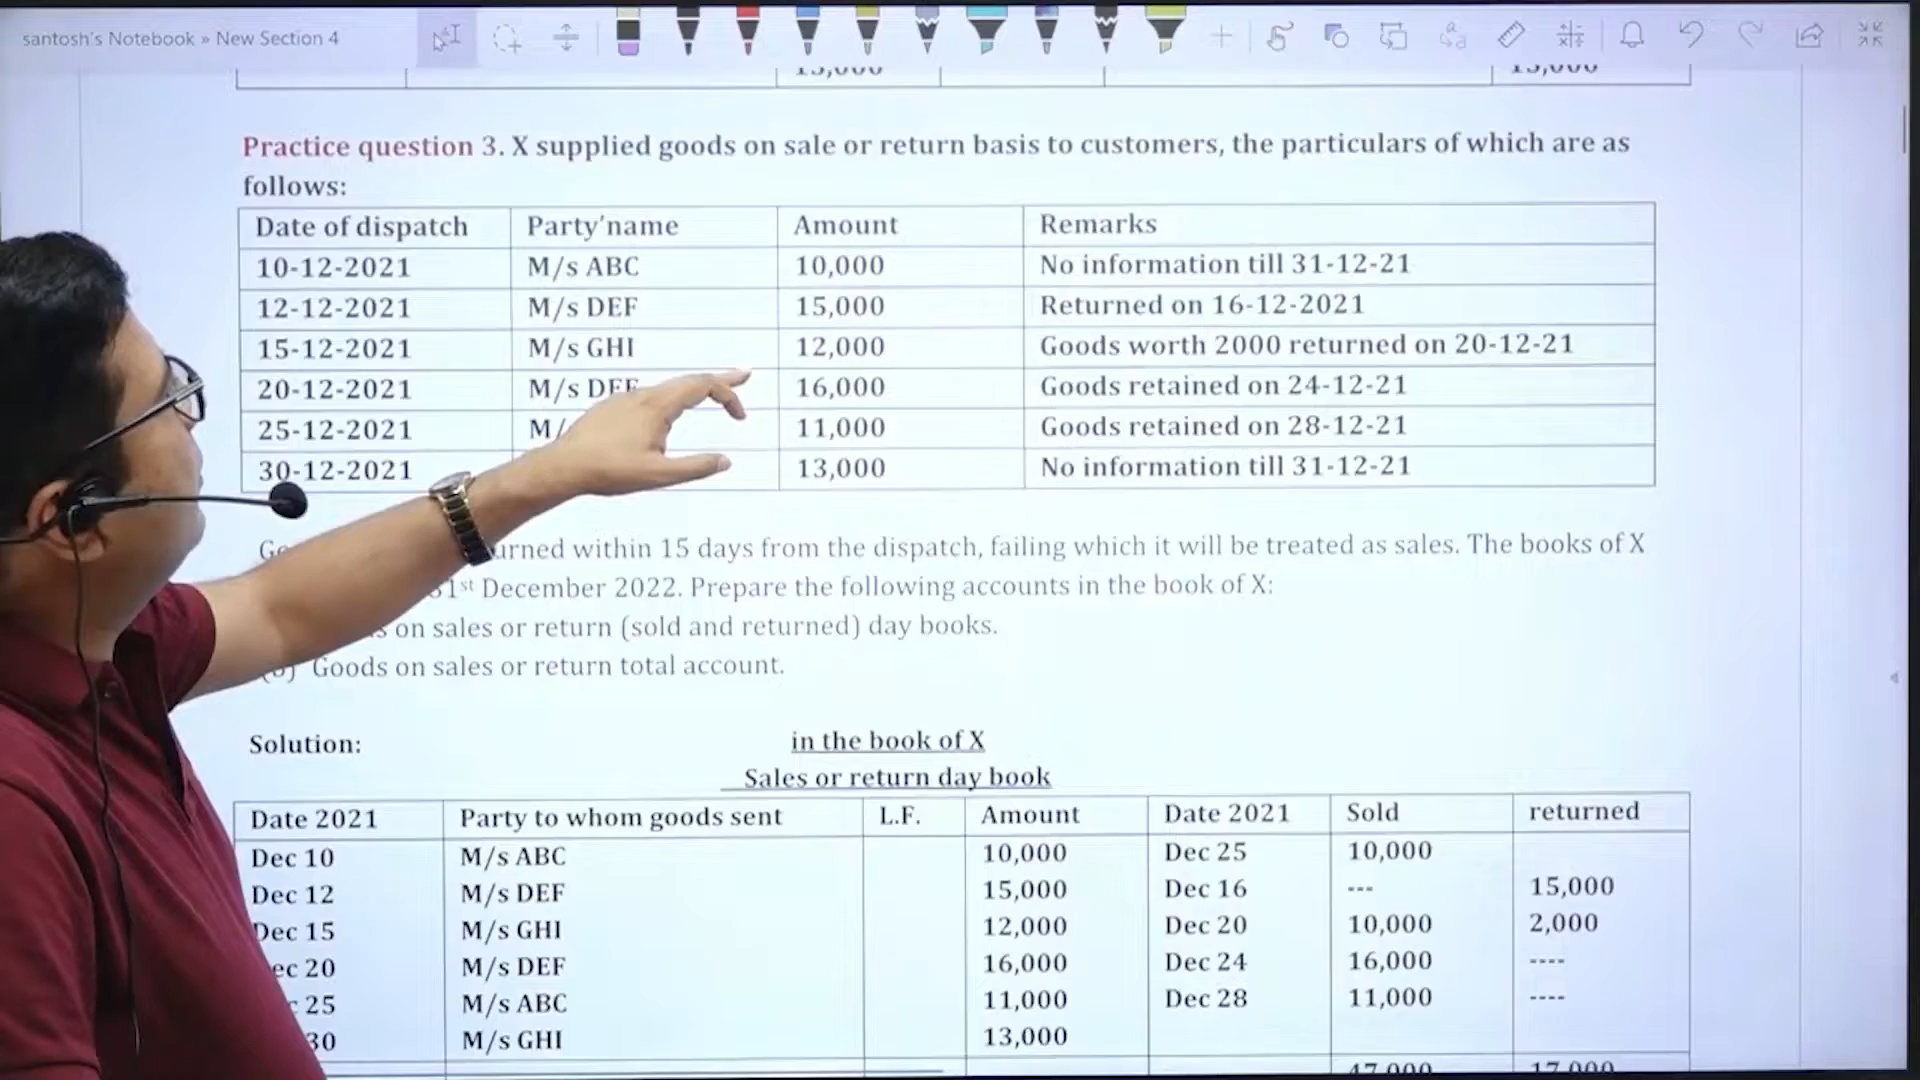 santosh's Notebook » New Section 4
Practice question 3. X supplied goods on sale or return basis to customers, the particulars of which are as
follows:
Date of dispatch Party'name Amount Remarks
10-12-2021 M/s ABC 10,000 No information till 31-12-21
12-12-2021 M/s DEF 15,000 Returned on 16-12-2021
15-12-2021 M/s GHI 12,000 Goods worth 2000 returned on 20-12-21
20-12-2021 M/s DEF 16,000 Goods retained on 24-12-21
25-12-2021 11,000 Goods retained on 28-12-21
30-12-2021 13,000 No information till 31-12-21
within 15 days from the dispatch, failing which it will be treated as sales. The books of X
December 2022. Prepare the following accounts in the book of X:
on sales or return (sold and returned) day books.
Goods on sales or return total account.
Solution: in the book of X
Sales or return day book
Date 2021 Party to whom goods sent L.F. Amount Date 2021 Sold returned
Dec 10 M/s ABC 10,000 Dec 25 10,000
Dec 12 M/s DEF 15,000 Dec 16 --- 15,000
Dec 15 M/s GHI 12,000 Dec 20 10,000 2,000
20 M/s DEF 16,000 Dec 24 16,000 ----
25 M/s ABC 11,000 Dec 28 11,000 ----
30 M/s GHI 13,000
47,000 17,000